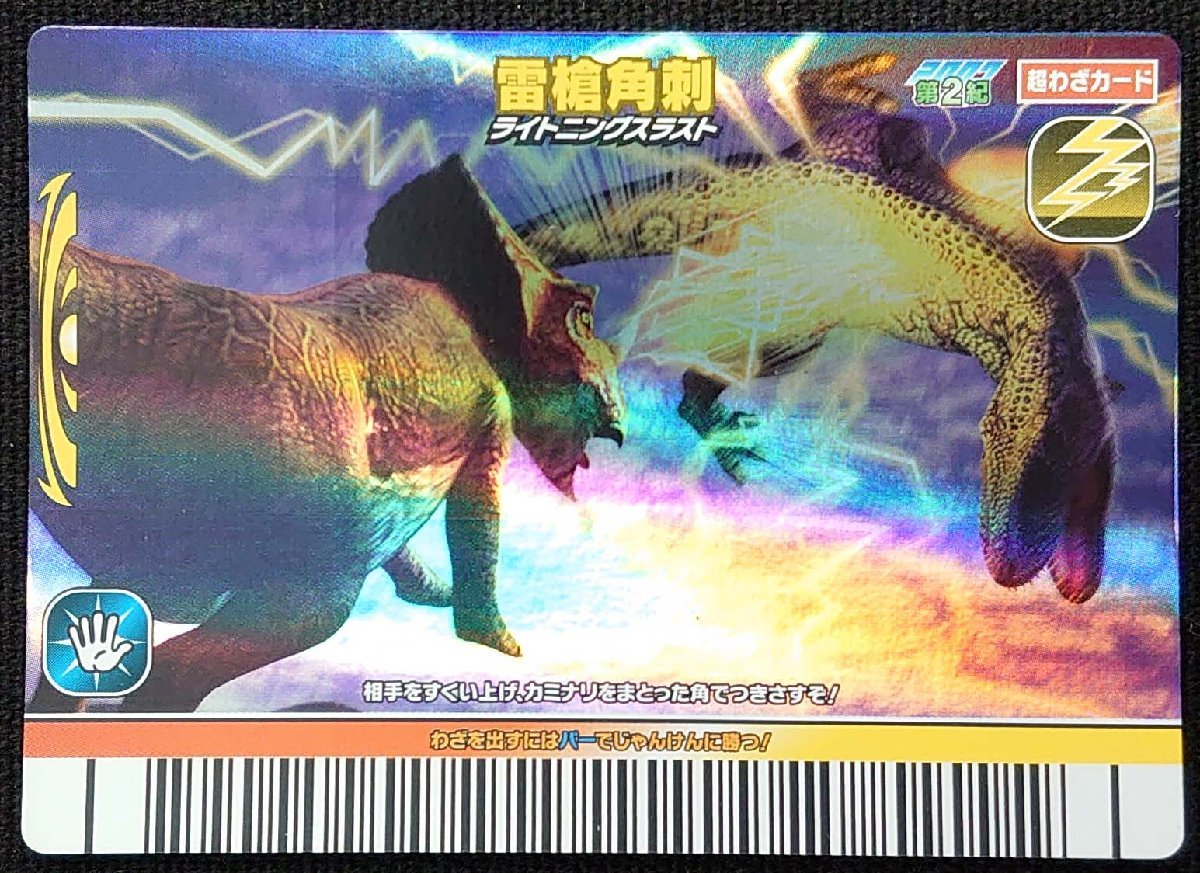 雷槍角刺
ライトニングスラスト
第2紀
超わざカード
相手をすくい上げ、カミナリをまとった角でつきさすぞ!
わざを出すにはパーでじゃんけんに勝つ!